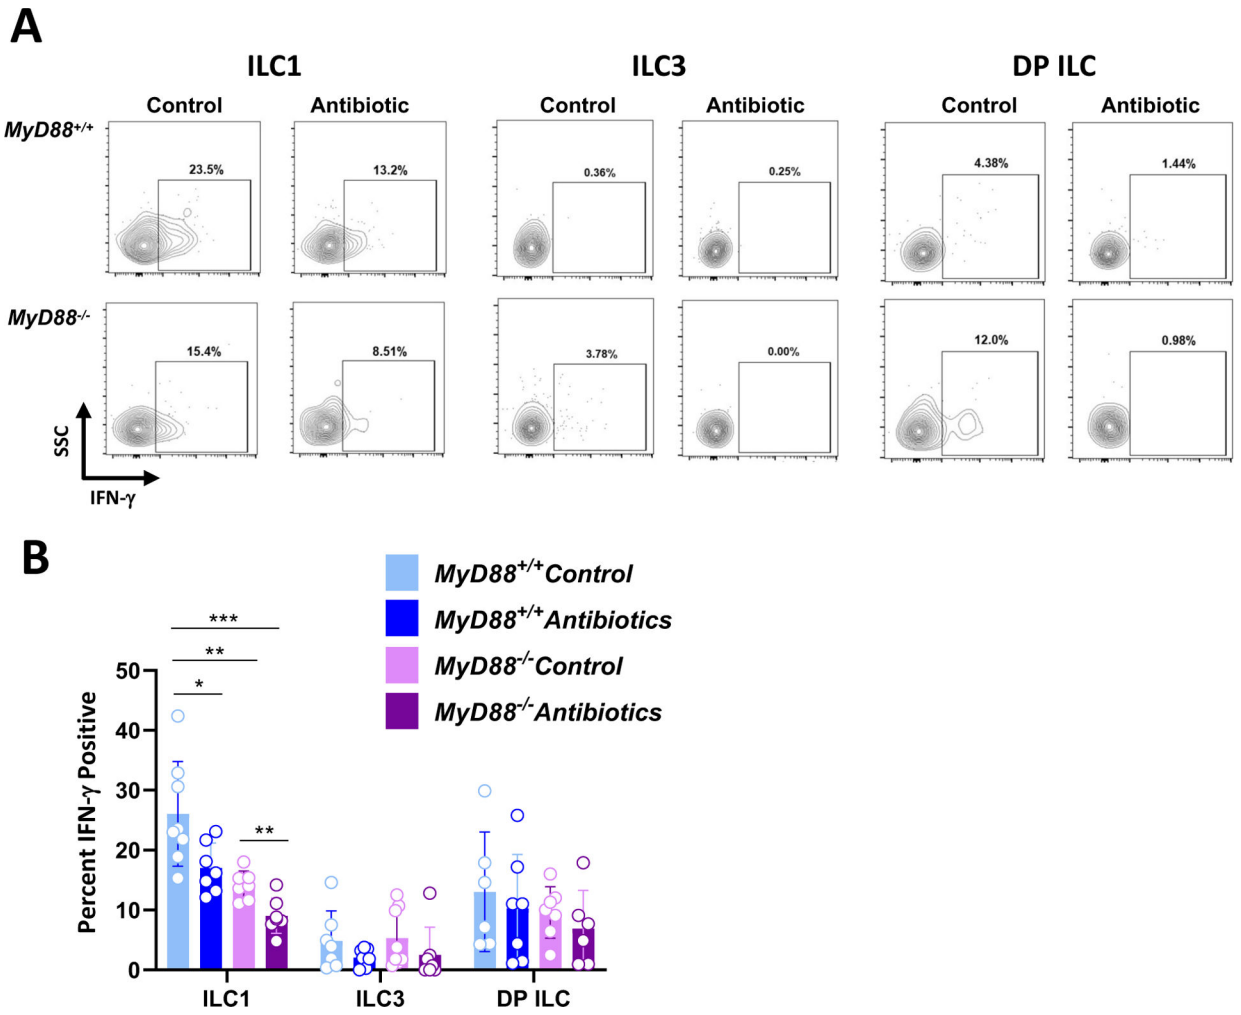 A
ILC1 ILC3 DP ILC
Control Antibiotic Control Antibiotic Control Antibiotic
MyD88+/+
23.5% 13.2% 0.36% 0.25% 4.38% 1.44%
MyD88-/-
15.4% 8.51% 3.78% 0.00% 12.0% 0.98%
SSC
IFN-γ
B
MyD88+/+Control
MyD88+/+Antibiotics
MyD88-/-Control
MyD88-/-Antibiotics
***
**
*
**
Percent IFN-γ Positive
50
40
30
20
10
0
ILC1 ILC3 DP ILC